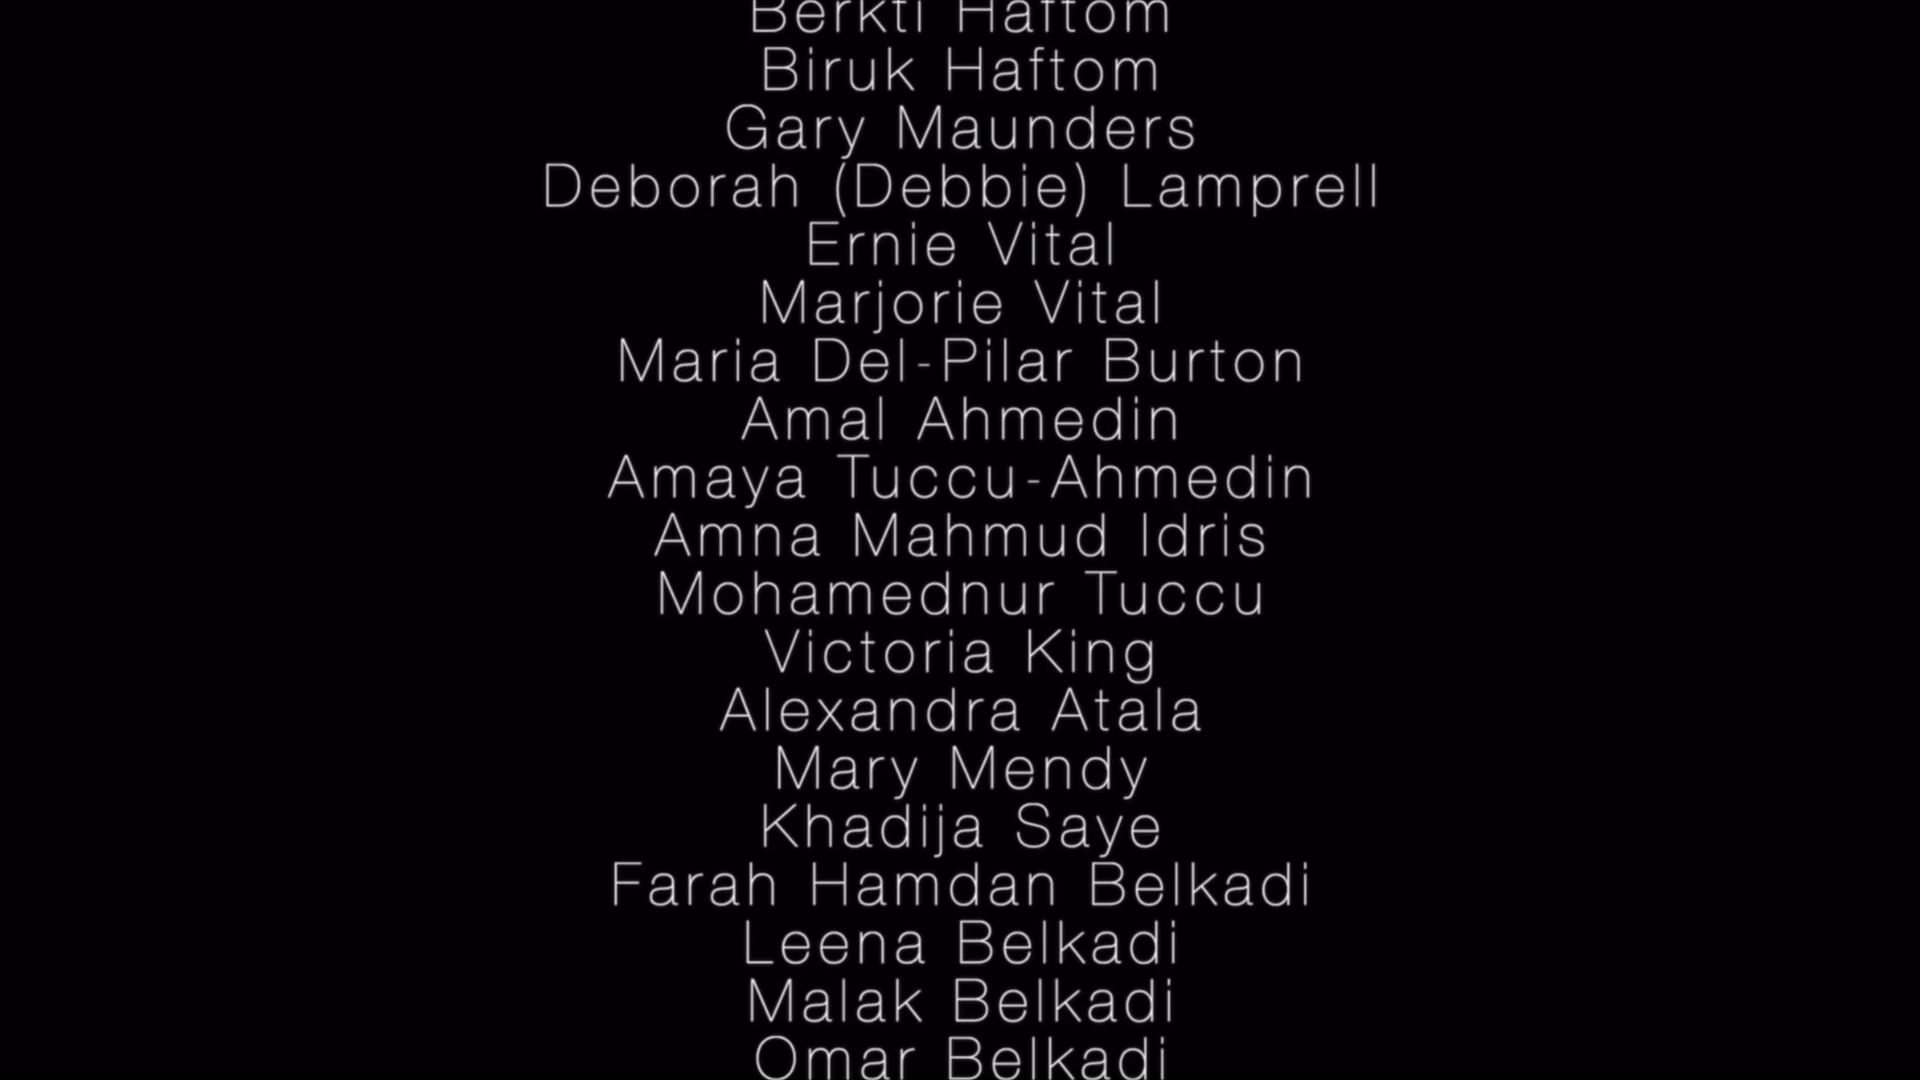 Berkti Haftom
Biruk Haftom
Gary Maunders
Deborah (Debbie) Lamprell
Ernie Vital
Marjorie Vital
Maria Del-Pilar Burton
Amal Ahmedin
Amaya Tuccu-Ahmedin
Amna Mahmud Idris
Mohamednur Tuccu
Victoria King
Alexandra Atala
Mary Mendy
Khadija Saye
Farah Hamdan Belkadi
Leena Belkadi
Malak Belkadi
Omar Belkadi